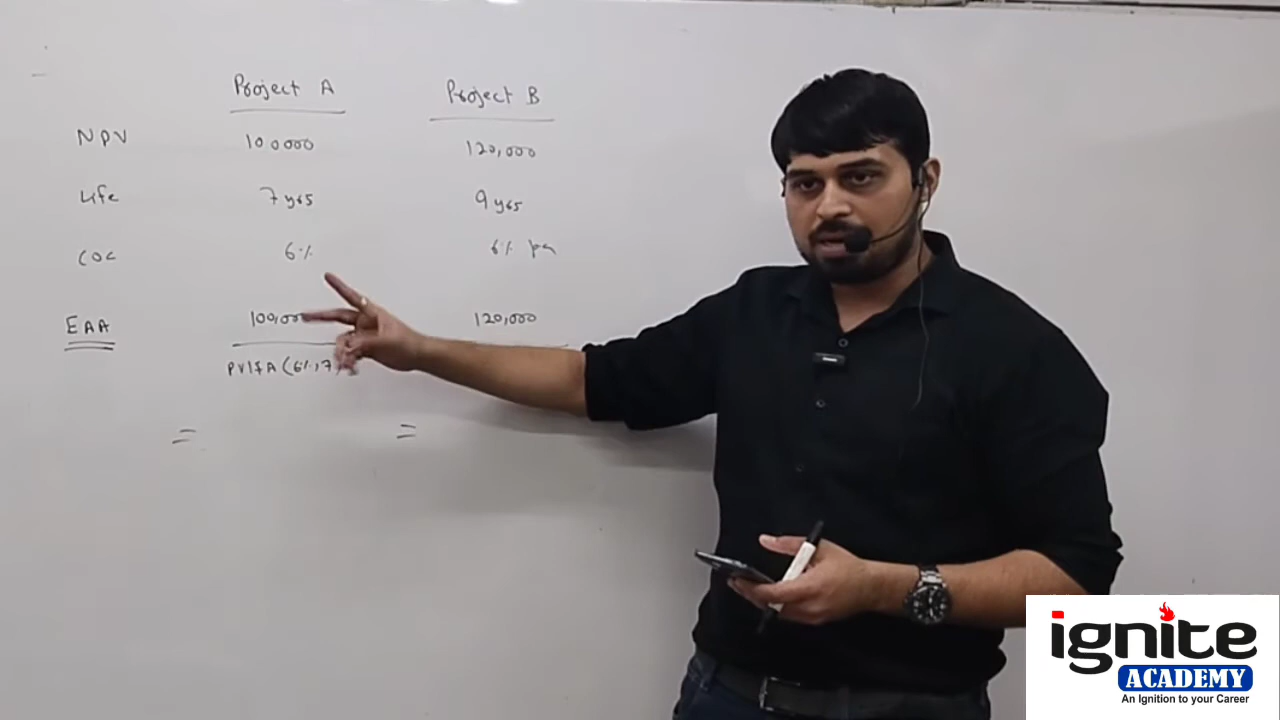 Project A Project B
NPV 100000 120,000
Life 7 yrs 9 yrs
COC 6% 6% pa
EAA 100,000 120,000
PVIFA (6%,7
= =
ignite
ACADEMY
An Ignition to your Career